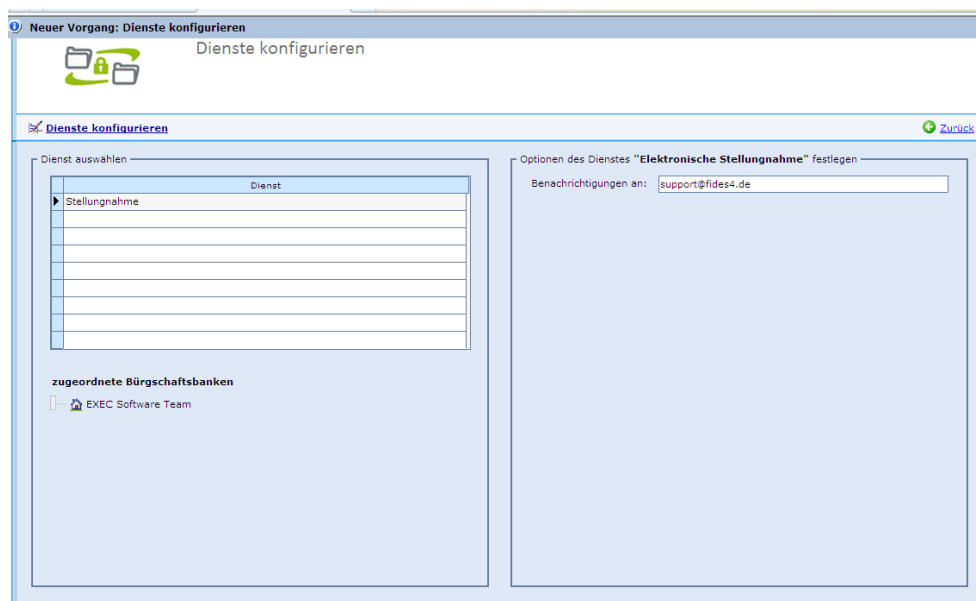 Neuer Vorgang: Dienste konfigurieren
Dienste konfigurieren
Dienste konfigurieren
Zurück
Dienst auswählen
Dienst
Stellungnahme
zugeordnete Bürgschaftsbanken
EXEC Software Team
Optionen des Dienstes "Elektronische Stellungnahme" festlegen
Benachrichtigungen an: support@fides4.de